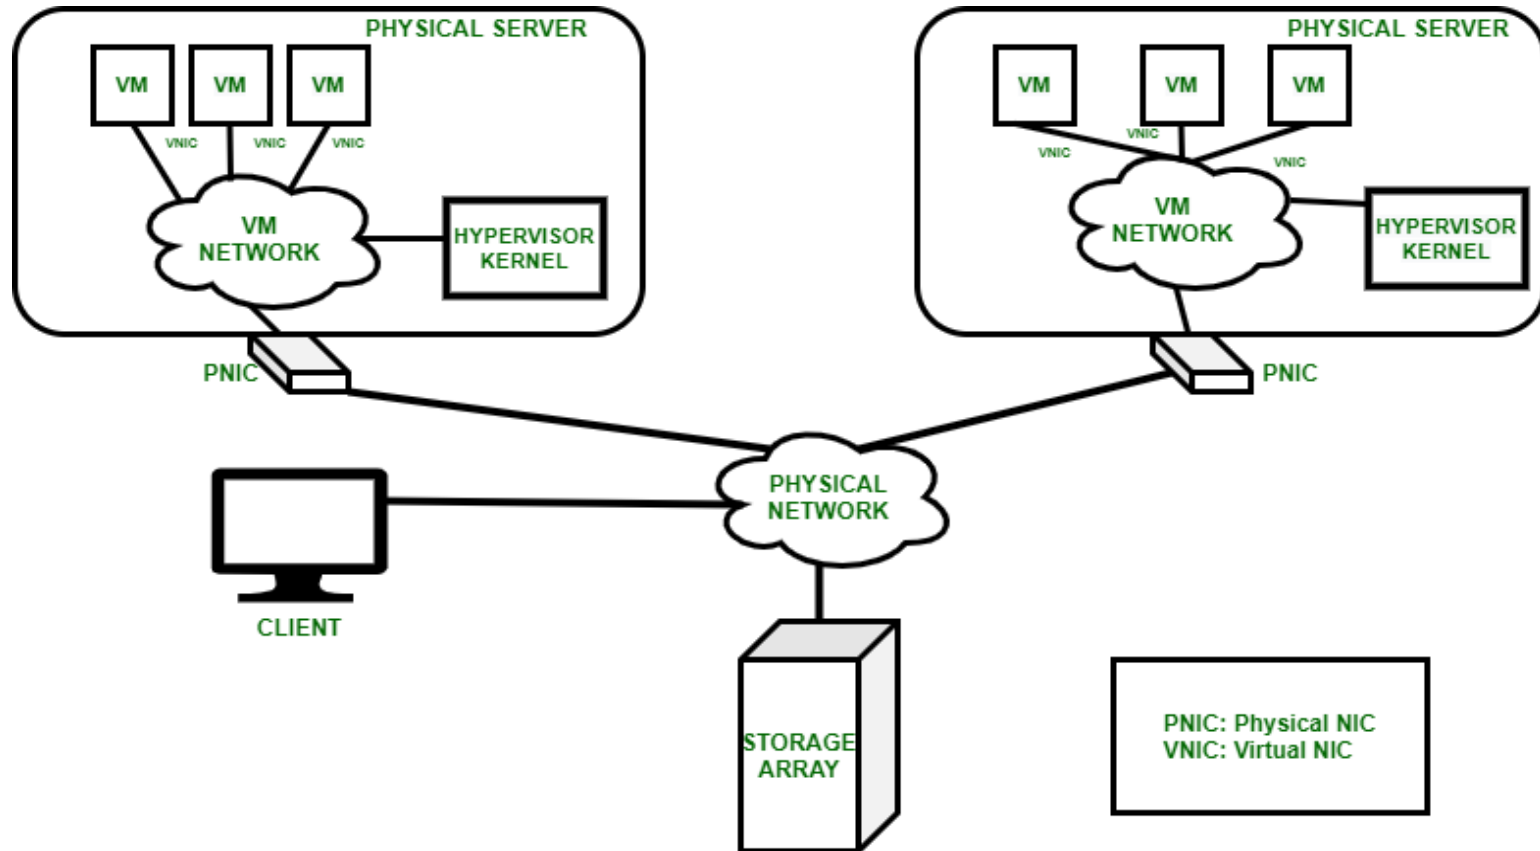 PHYSICAL SERVER
VM
VM
VM
VNIC
VNIC
VNIC
VM
NETWORK
HYPERVISOR
KERNEL
PNIC
PHYSICAL SERVER
VM
VM
VM
VNIC
VNIC
VNIC
VM
NETWORK
HYPERVISOR
KERNEL
PNIC
PHYSICAL
NETWORK
CLIENT
STORAGE
ARRAY
PNIC: Physical NIC
VNIC: Virtual NIC